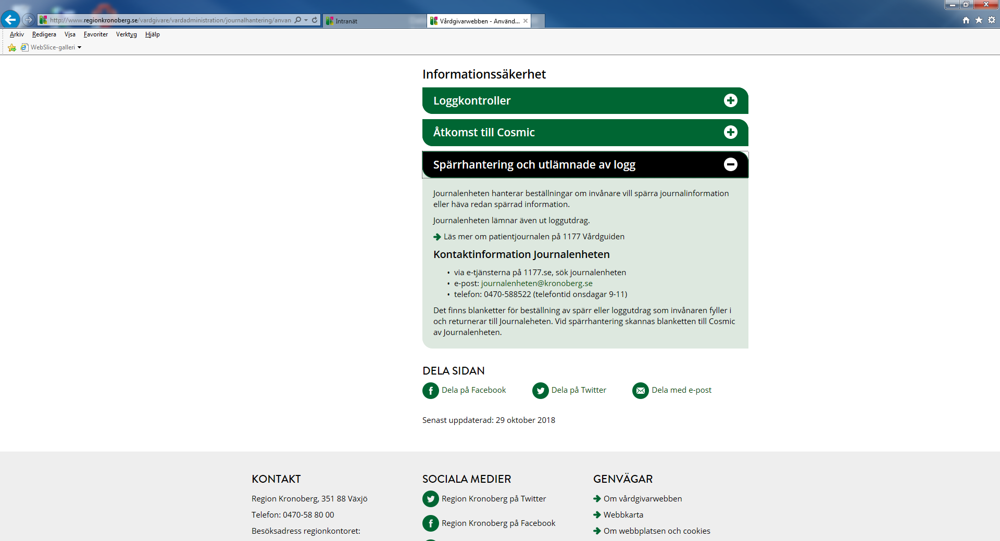 http://www.regionkronoberg.se/vardgivare/vardadministration/journalhantering/anvan
Intranät
Vårdgivarwebben - Använd...
Arkiv Redigera Visa Favoriter Verktyg Hjälp
WebSlice-galleri
Informationssäkerhet
Loggkontroller
Åtkomst till Cosmic
Spärrhantering och utlämnade av logg
Journalenheten hanterar beställningar om invånare vill spärra journalinformation
eller häva redan spärrad information.
Journalenheten lämnar även ut loggutdrag.
Läs mer om patientjournalen på 1177 Vårdguiden
Kontaktinformation Journalenheten
• via e-tjänsterna på 1177.se, sök journalenheten
• e-post: journalenheten@kronoberg.se
• telefon: 0470-588522 (telefontid onsdagar 9-11)
Det finns blanketter för beställning av spärr eller loggutdrag som invånaren fyller i
och returnerar till Journaleheten. Vid spärrhantering skannas blanketten till Cosmic
av Journalenheten.
DELA SIDAN
Dela på Facebook
Dela på Twitter
Dela med e-post
Senast uppdaterad: 29 oktober 2018
KONTAKT
Region Kronoberg, 351 88 Växjö
Telefon: 0470-58 80 00
Besöksadress regionkontoret:
SOCIALA MEDIER
Region Kronoberg på Twitter
Region Kronoberg på Facebook
GENVÄGAR
Om vårdgivarwebben
Webbkarta
Om webbplatsen och cookies